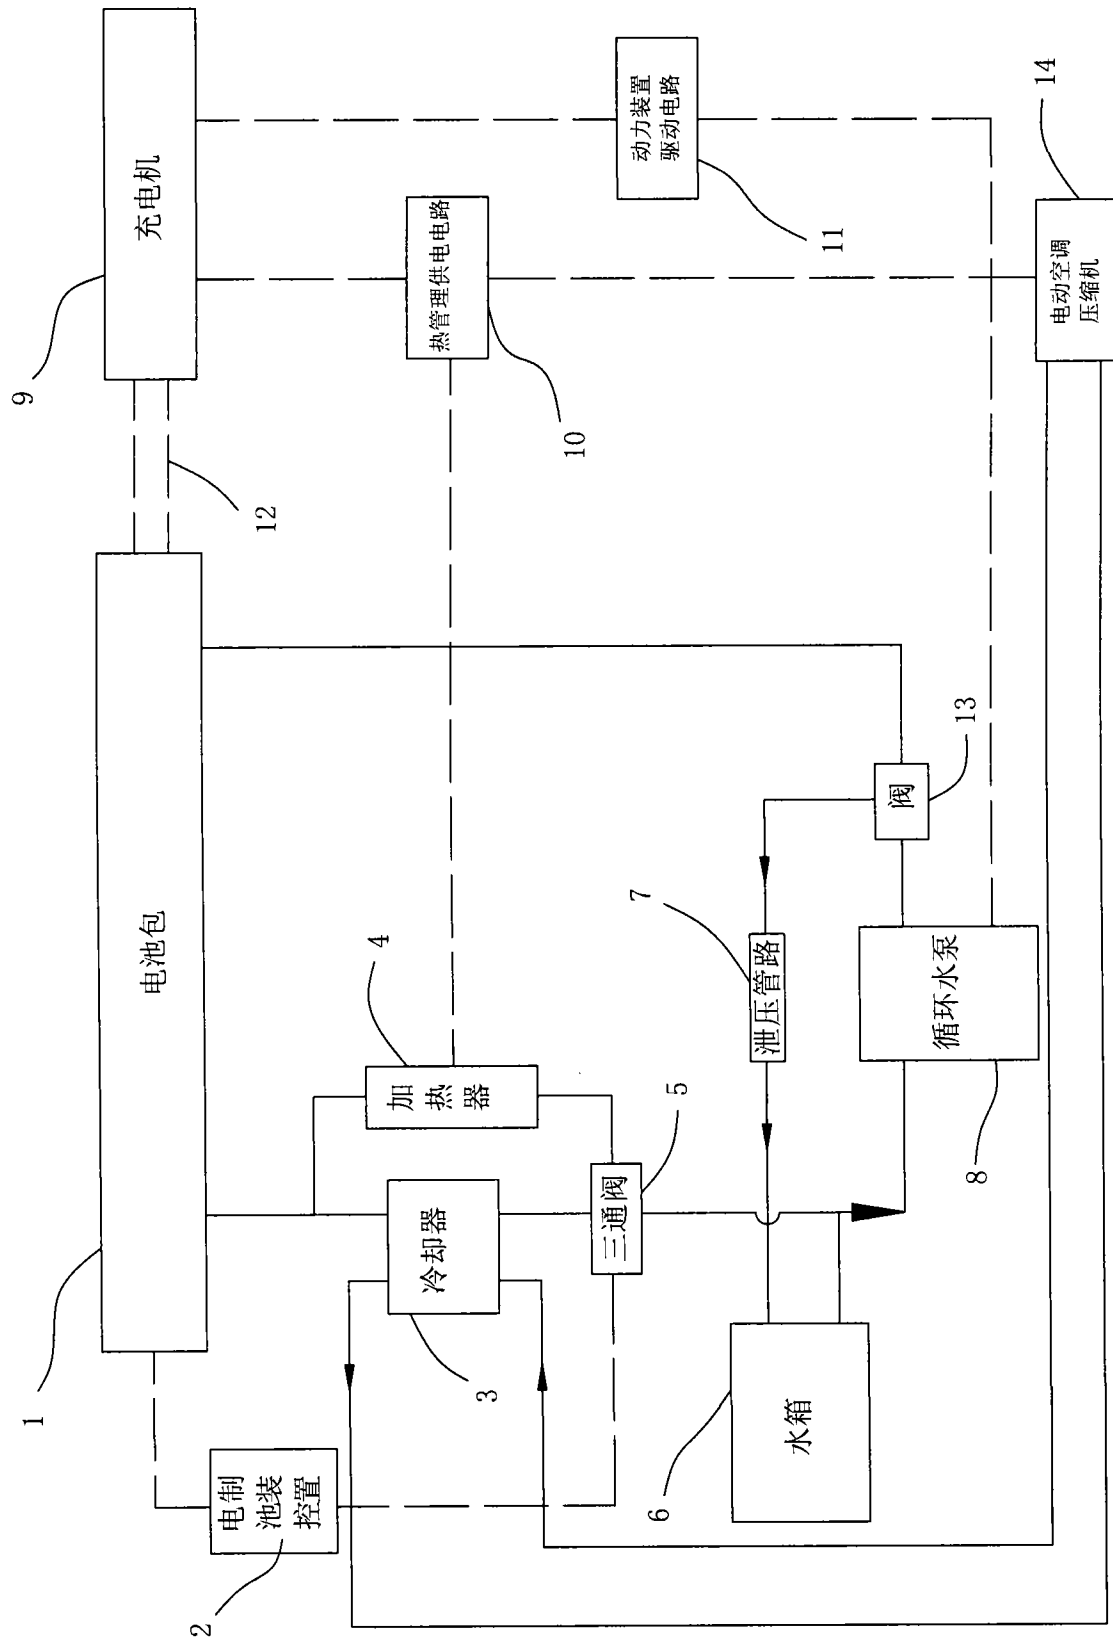 1
9
2
电池包
充电机
12
电制
池装
控置
3
冷却器
4
加
热
器
热管理供电电路
10
三通阀
5
动力装置
驱动电路
11
6
水箱
7
泄压管路
阀
13
循环水泵
8
电动空调
压缩机
14